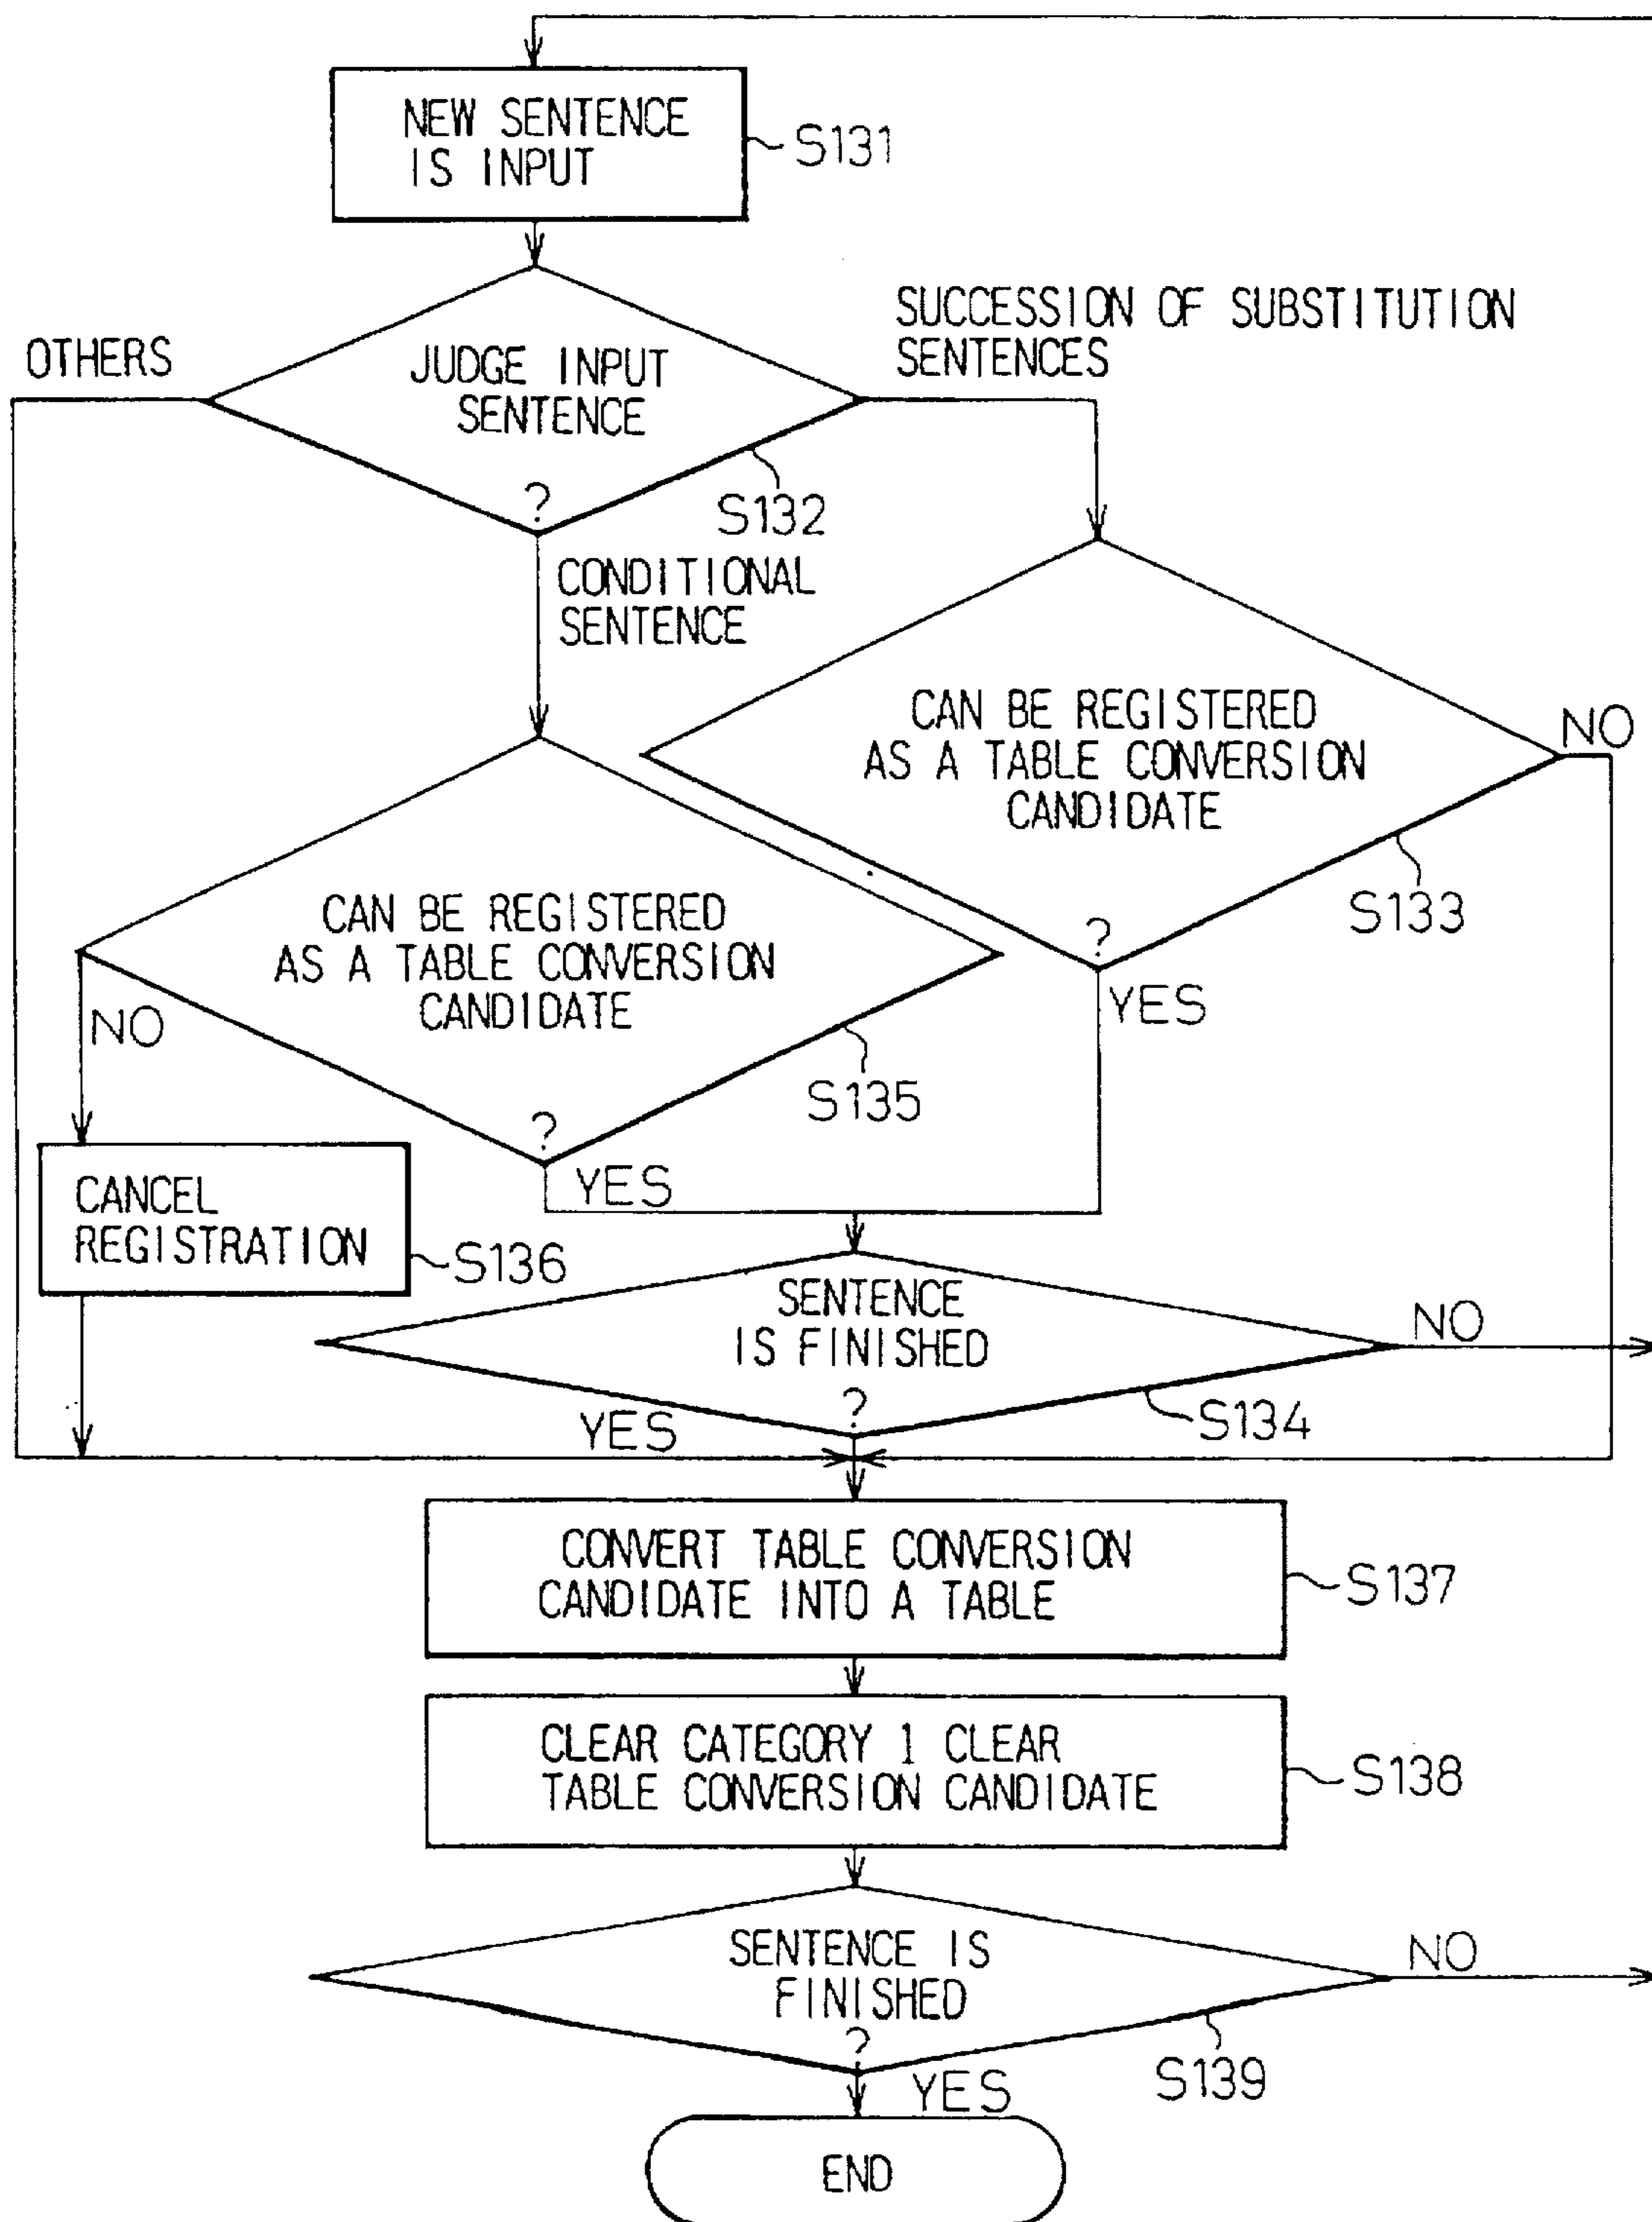 NEW SENTENCE
IS INPUT
S131
OTHERS
JUDGE INPUT
SENTENCE
?
S132
SUCCESSION OF SUBSTITUTION
SENTENCES
CONDITIONAL
SENTENCE
CAN BE REGISTERED
AS A TABLE CONVERSION
CANDIDATE
?
NO
S133
YES
CAN BE REGISTERED
AS A TABLE CONVERSION
CANDIDATE
?
NO
S135
YES
CANCEL
REGISTRATION
S136
SENTENCE
IS FINISHED
?
NO
S134
YES
CONVERT TABLE CONVERSION
CANDIDATE INTO A TABLE
S137
CLEAR CATEGORY 1 CLEAR
TABLE CONVERSION CANDIDATE
S138
SENTENCE IS
FINISHED
?
NO
S139
YES
END